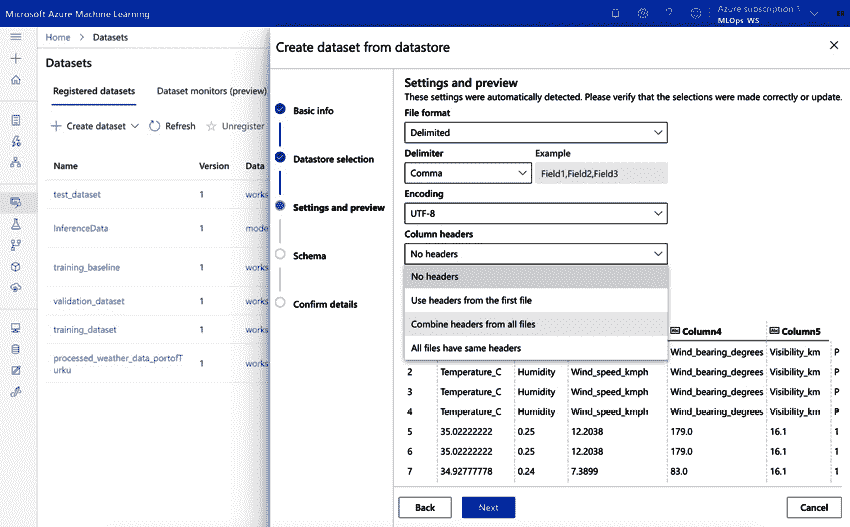 Microsoft Azure Machine Learning
Azure subscription 1
MLOps_WS
Home > Datasets
Datasets
Registered datasets Dataset monitors (preview)
Create dataset Refresh Unregister
Name Version Data
test_dataset 1 works
InferenceData 1 mode
training_baseline 1 works
validation_dataset 1 works
training_dataset 1 works
processed_weather_data_portofT
urku 1 works
Create dataset from datastore
Basic info
Datastore selection
Settings and preview
Schema
Confirm details
Settings and preview
These settings were automatically detected. Please verify that the selections were made correctly or update.
File format
Delimited
Delimiter Example
Comma Field1,Field2,Field3
Encoding
UTF-8
Column headers
No headers
No headers
Use headers from the first file
Combine headers from all files
All files have same headers
Column4 Column5
Wind_bearing_degrees Visibility_km P
2 Temperature_C Humidity Wind_speed_kmph Wind_bearing_degrees Visibility_km P
3 Temperature_C Humidity Wind_speed_kmph Wind_bearing_degrees Visibility_km P
4 Temperature_C Humidity Wind_speed_kmph Wind_bearing_degrees Visibility_km P
5 35.02222222 0.25 12.2038 179.0 16.1 1
6 35.02222222 0.25 12.2038 179.0 16.1 1
7 34.92777778 0.24 7.3899 83.0 16.1 1
Back Next Cancel